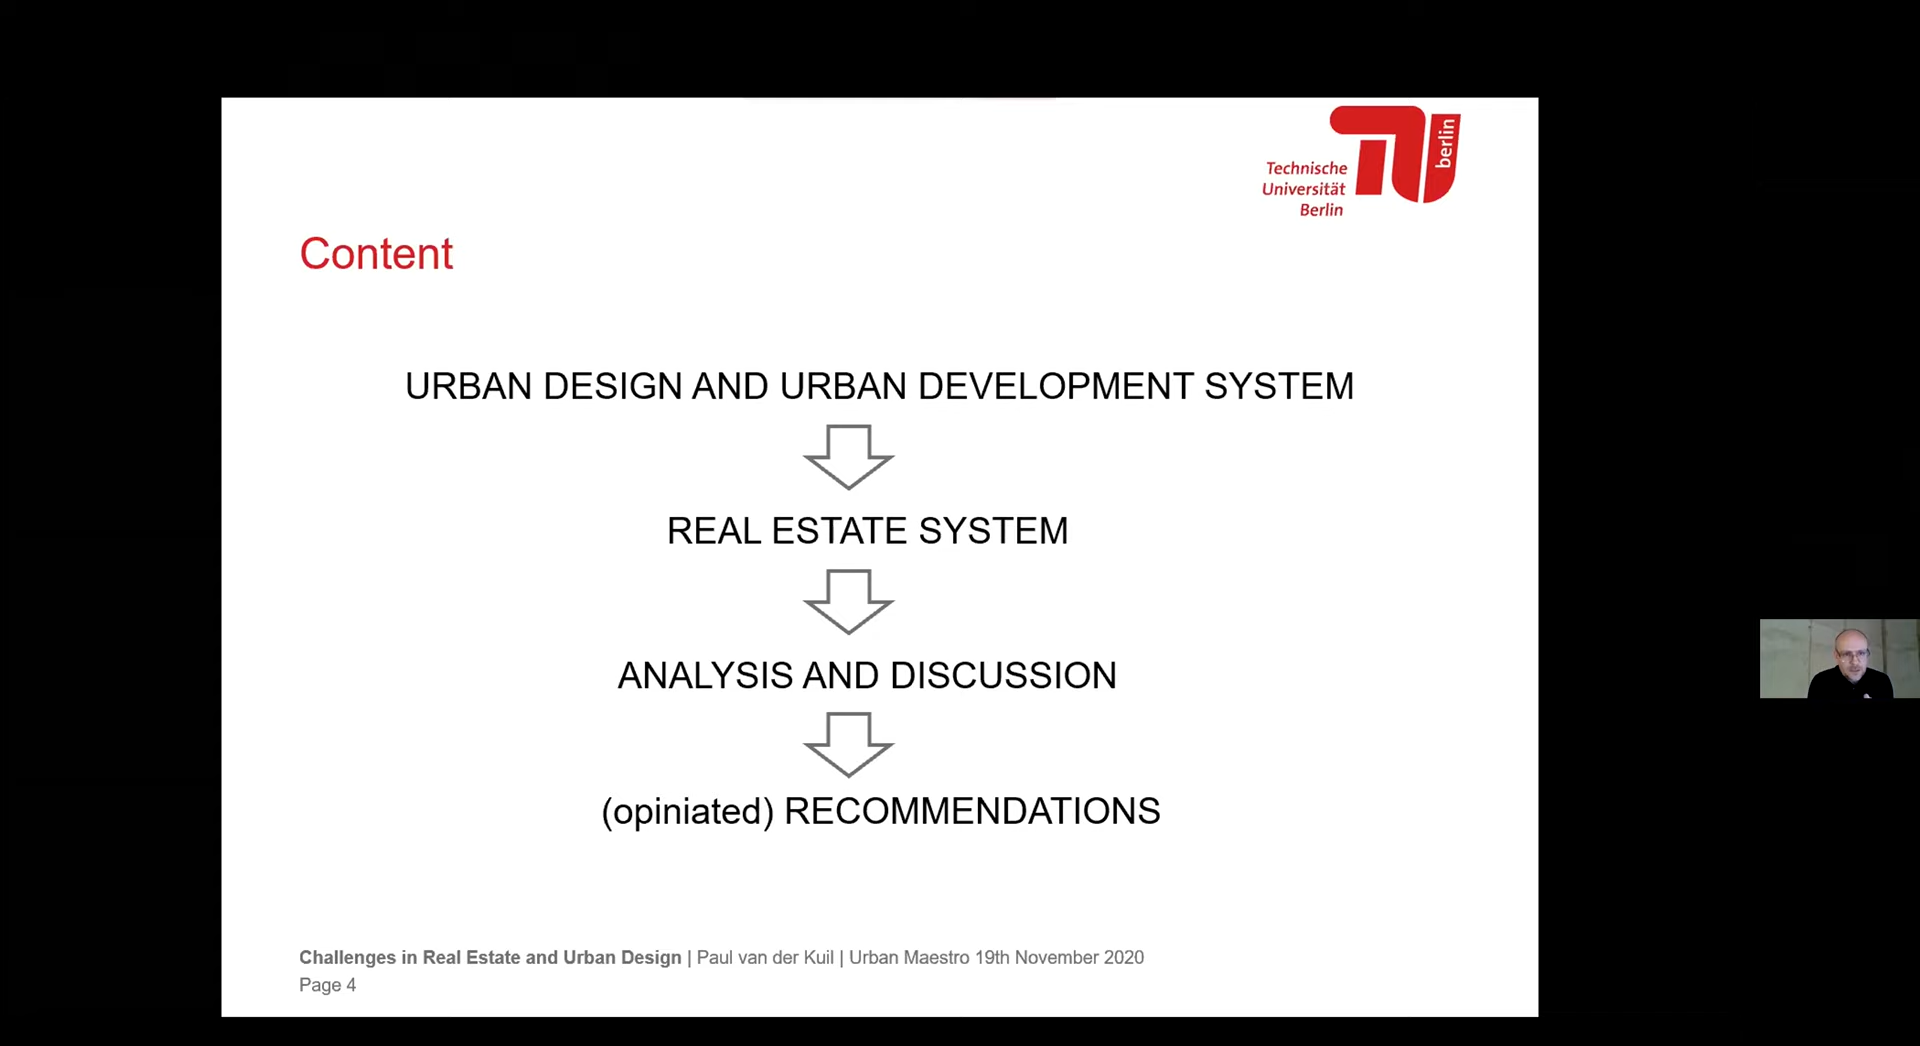 berlin
Technische
Universität
Berlin
Content
URBAN DESIGN AND URBAN DEVELOPMENT SYSTEM
REAL ESTATE SYSTEM
ANALYSIS AND DISCUSSION
(opiniated) RECOMMENDATIONS
Challenges in Real Estate and Urban Design | Paul van der Kuil | Urban Maestro 19th November 2020
Page 4